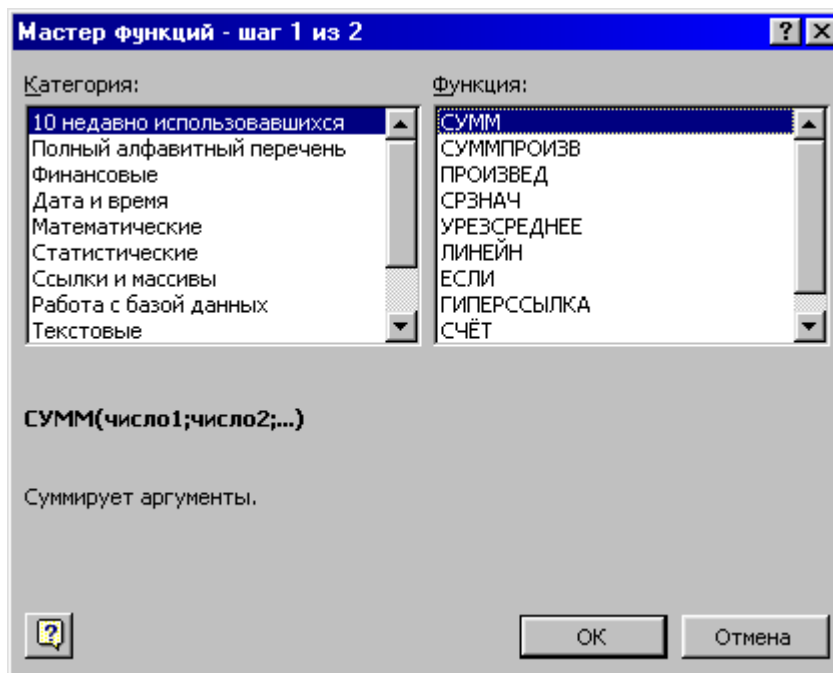 Мастер функций - шаг 1 из 2
Категория:
10 недавно использовавшихся
Полный алфавитный перечень
Финансовые
Дата и время
Математические
Статистические
Ссылки и массивы
Работа с базой данных
Текстовые
Функция:
СУММ
СУММПРОИЗВ
ПРОИЗВЕД
СРЗНАЧ
УРЕЗСРЕДНЕЕ
ЛИНЕЙН
ЕСЛИ
ГИПЕРССЫЛКА
СЧЁТ
СУММ(число1;число2;...)
Суммирует аргументы.
ОК
Отмена